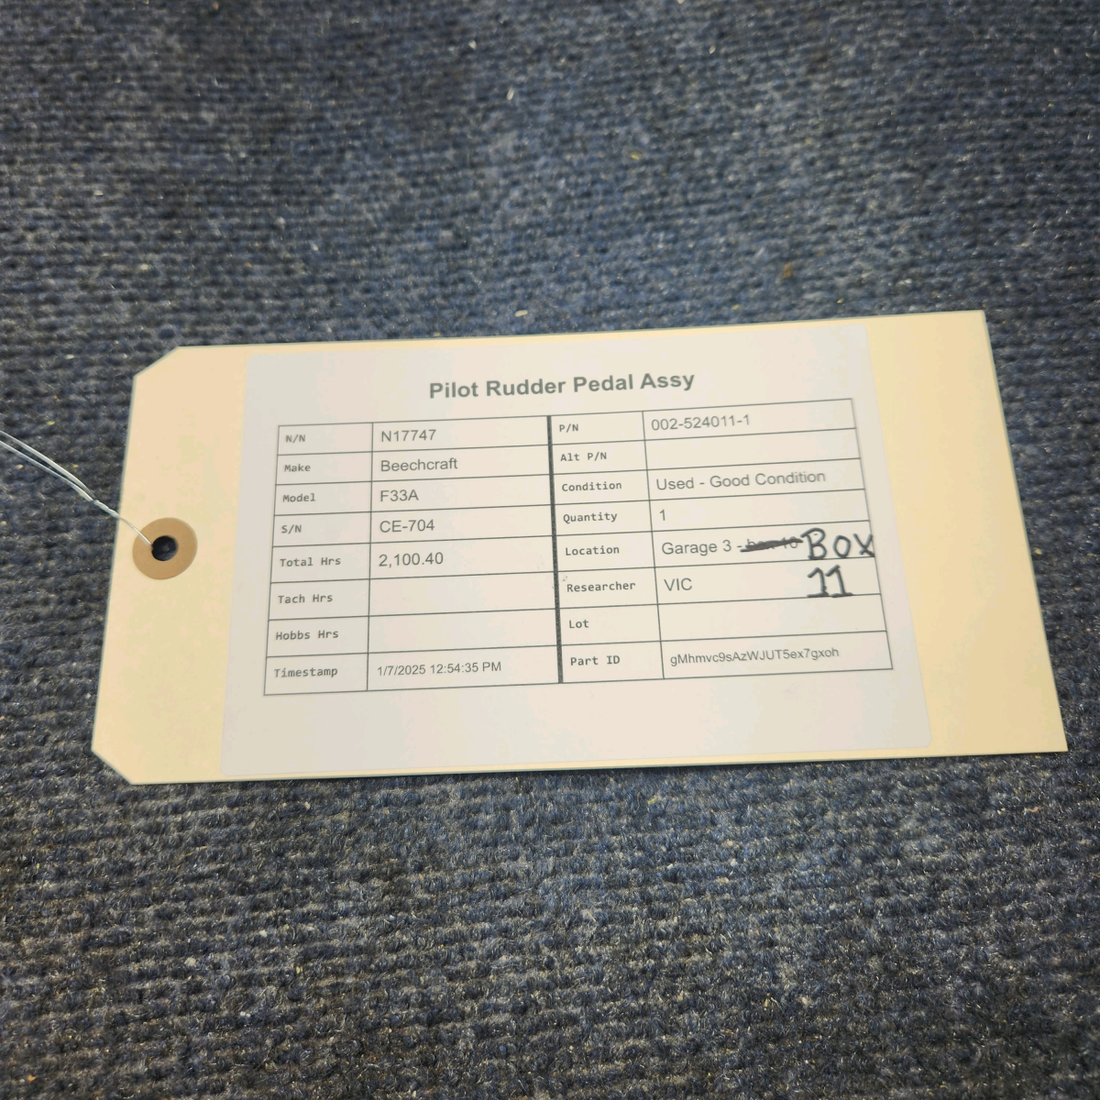 Pilot Rudder Pedal Assy
N/N N17747 P/N 002-524011-1
Make Beechcraft Alt P/N
Model F33A Condition Used - Good Condition
S/N CE-704 Quantity 1
Total Hrs 2,100.40 Location Garage 3 - BOX
11
Tach Hrs Researcher VIC
Hobbs Hrs Lot
Timestamp 1/7/2025 12:54:35 PM Part ID gMhmvc9sAzWJUT5ex7gxoh